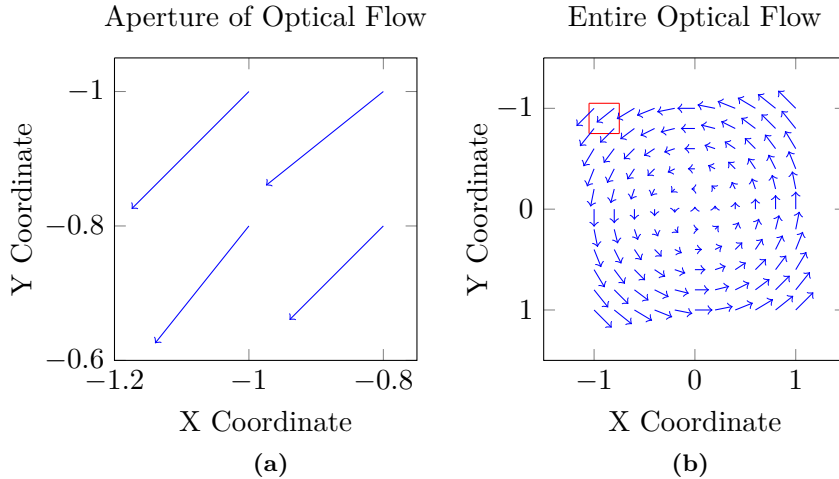 Aperture of Optical Flow
−1
−0.8
−0.6
−1.2
−1
−0.8
Y Coordinate
X Coordinate
(a)
Entire Optical Flow
−1
0
1
−1
0
1
Y Coordinate
X Coordinate
(b)